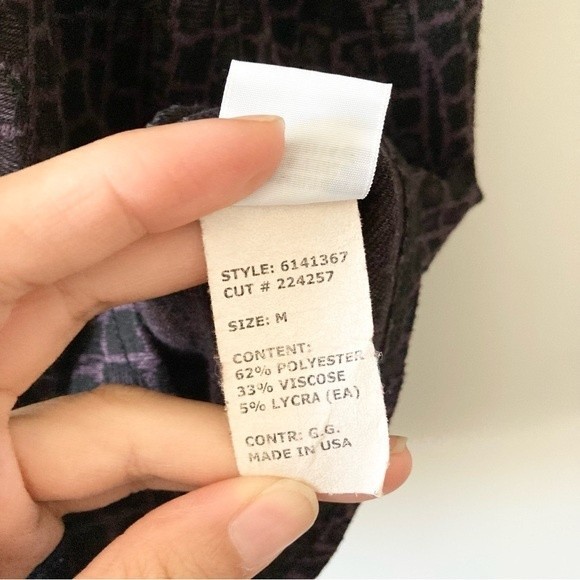 STYLE: 6141367
CUT # 224257
SIZE: M
CONTENT:
62% POLYESTER
33% VISCOSE
5% LYCRA (EA)
CONTR: G.G.
MADE IN USA